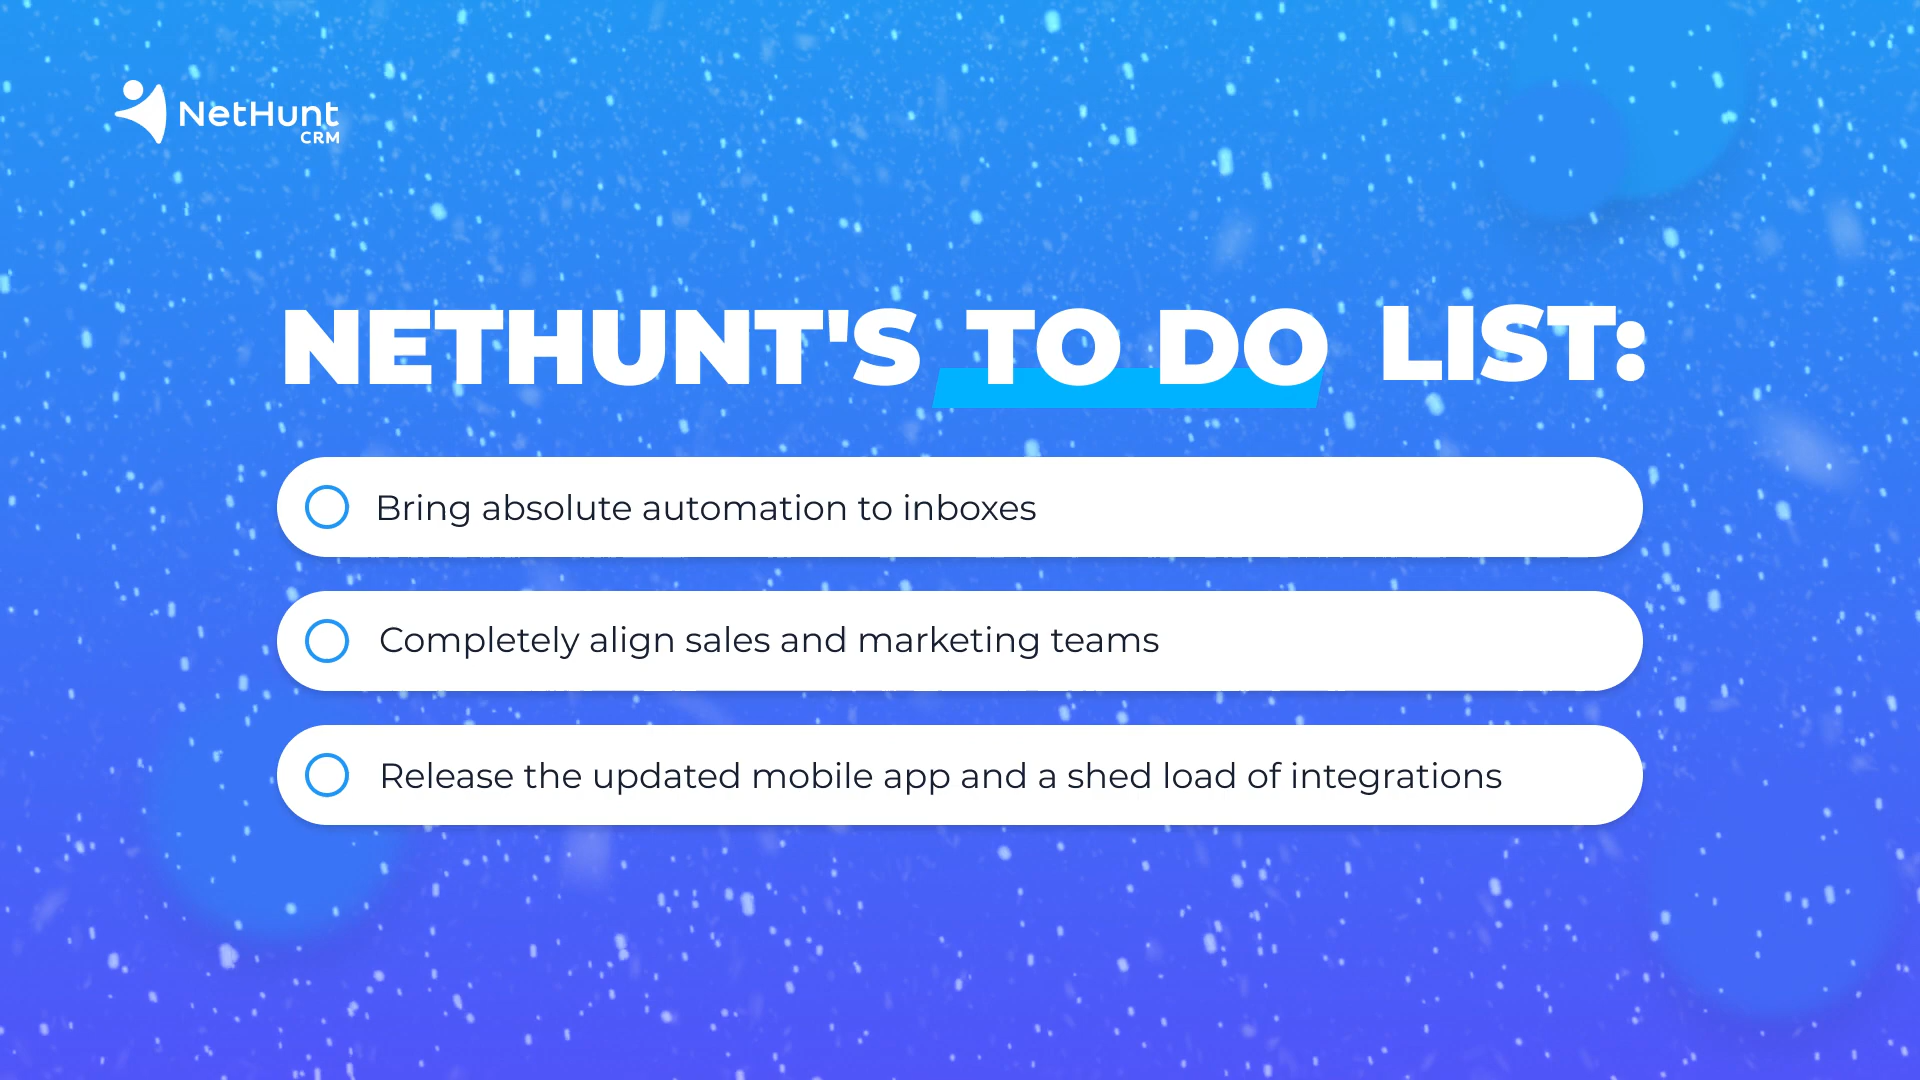 NetHunt
CRM
NETHUNT'S TO DO LIST:
Bring absolute automation to inboxes
Completely align sales and marketing teams
Release the updated mobile app and a shed load of integrations